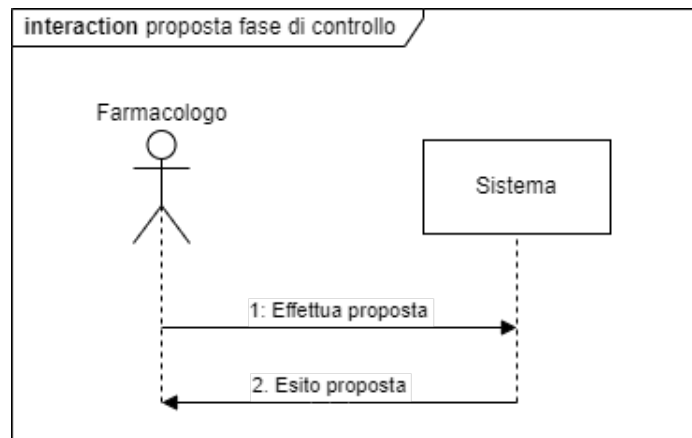 interaction proposta fase di controllo
Farmacologo
Sistema
1: Effettua proposta
2. Esito proposta